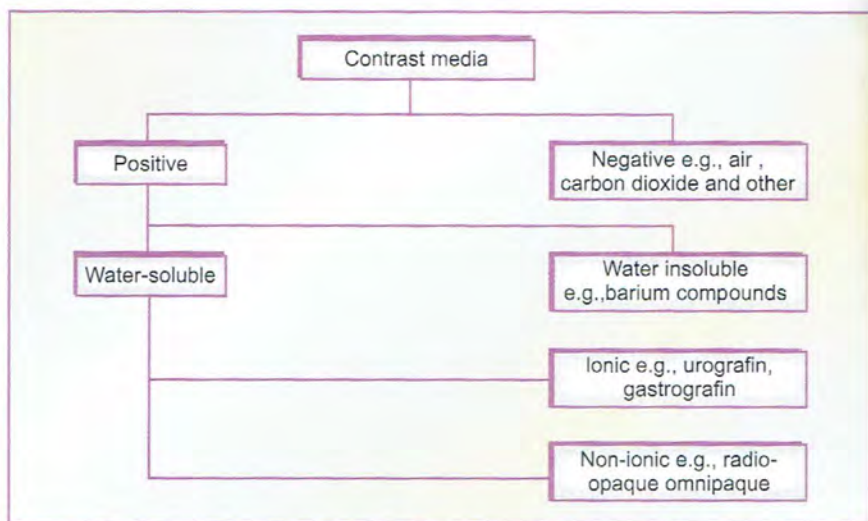 Contrast media
Positive
Negative e.g., air ,
carbon dioxide and other
Water-soluble
Water insoluble
e.g.,barium compounds
Ionic e.g., urografin,
gastrografin
Non-ionic e.g., radio-
opaque omnipaque